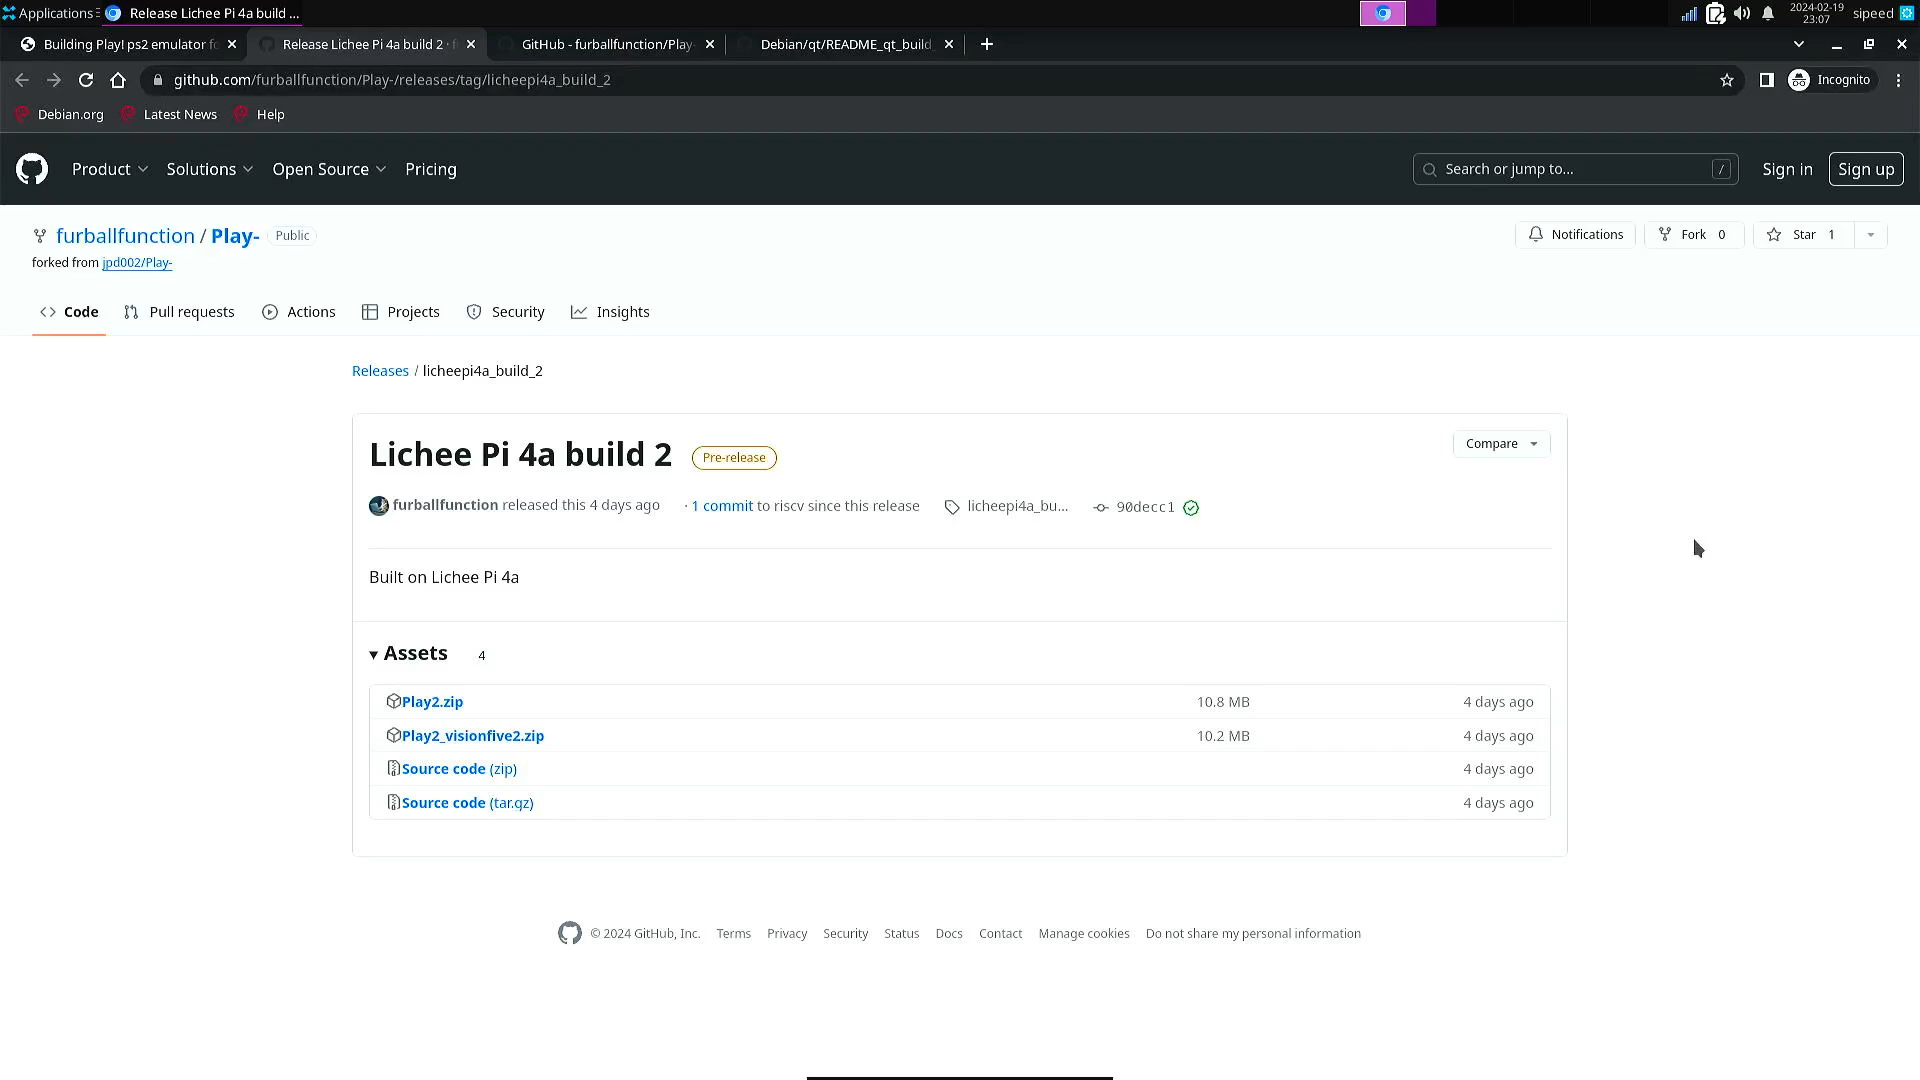 Applications
Release Lichee Pi 4a build ...
2024-02-19
23:07
sipeed
Building Play! ps2 emulator fo
Release Lichee Pi 4a build 2 · f
GitHub - furballfunction/Play-
Debian/qt/README_qt_build_
github.com/furballfunction/Play-/releases/tag/licheepi4a_build_2
Incognito
Debian.org
Latest News
Help
Product
Solutions
Open Source
Pricing
Search or jump to...
/
Sign in
Sign up
furballfunction / Play-
Public
Notifications
Fork 0
Star 1
forked from jpd002/Play-
Code
Pull requests
Actions
Projects
Security
Insights
Releases / licheepi4a_build_2
Lichee Pi 4a build 2
Pre-release
Compare
furballfunction released this 4 days ago
· 1 commit to riscv since this release
licheepi4a_bu...
90decc1
Built on Lichee Pi 4a
Assets 4
Play2.zip 10.8 MB 4 days ago
Play2_visionfive2.zip 10.2 MB 4 days ago
Source code (zip) 4 days ago
Source code (tar.gz) 4 days ago
© 2024 GitHub, Inc. Terms Privacy Security Status Docs Contact Manage cookies Do not share my personal information